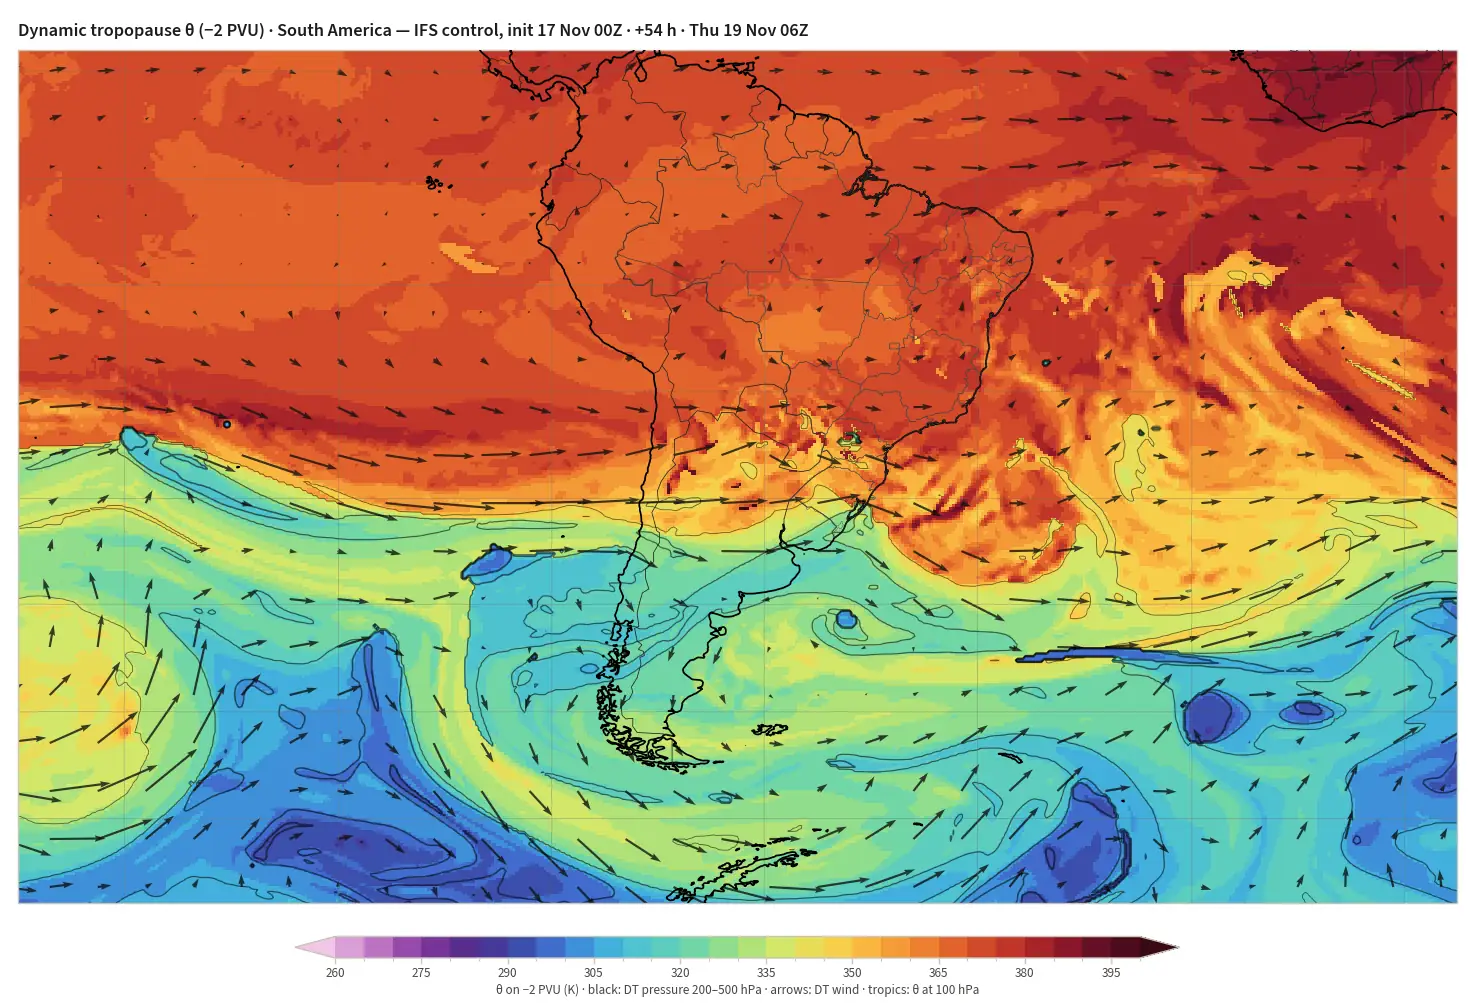 Dynamic tropopause θ (−2 PVU) · South America — IFS control, init 17 Nov 00Z · +54 h · Thu 19 Nov 06Z
260 275 290 305 320 335 350 365 380 395
θ on −2 PVU (K) · black: DT pressure 200–500 hPa · arrows: DT wind · tropics: θ at 100 hPa